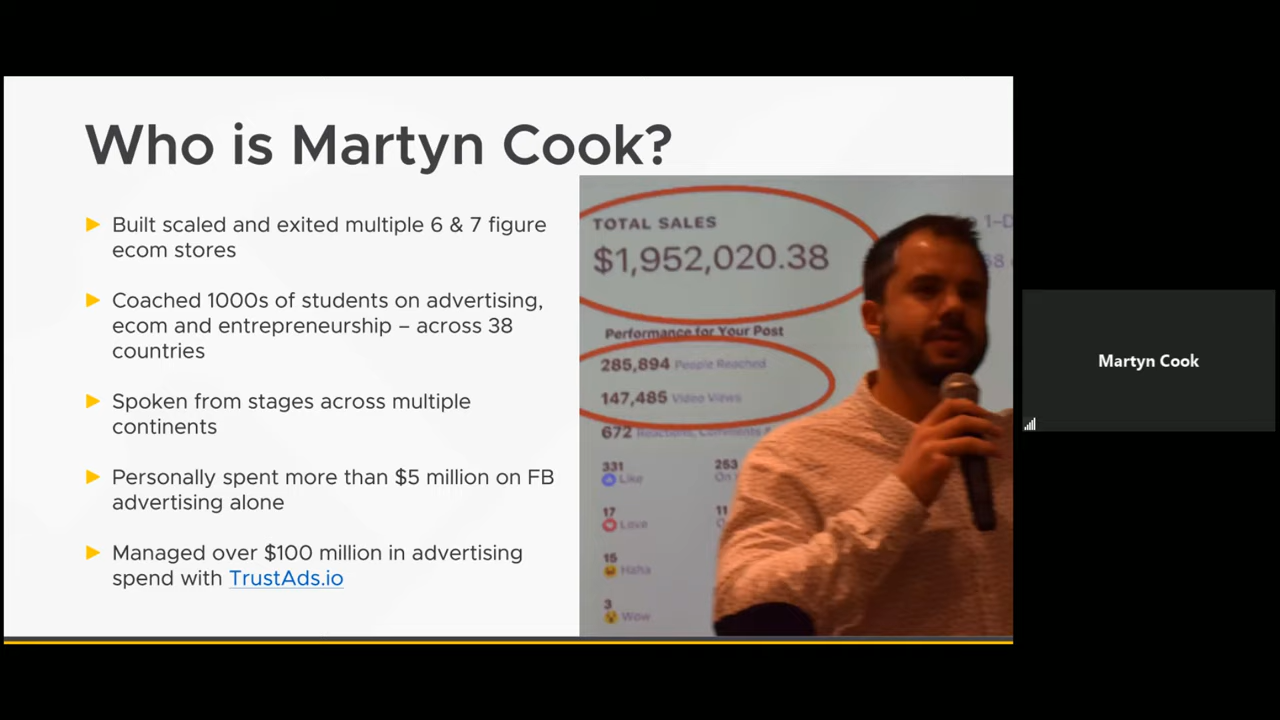 Who is Martyn Cook?
Built scaled and exited multiple 6 & 7 figure
ecom stores
Coached 1000s of students on advertising,
ecom and entrepreneurship – across 38
countries
Spoken from stages across multiple
continents
Personally spent more than $5 million on FB
advertising alone
Managed over $100 million in advertising
spend with TrustAds.io
TOTAL SALES
$1,952,020.38
Performance for Your Post
285,894 People Reached
147,485 Video Views
672 Reactions, Comments &
331 253
Like On
17 11
Love
15
Haha
3
Wow
Martyn Cook